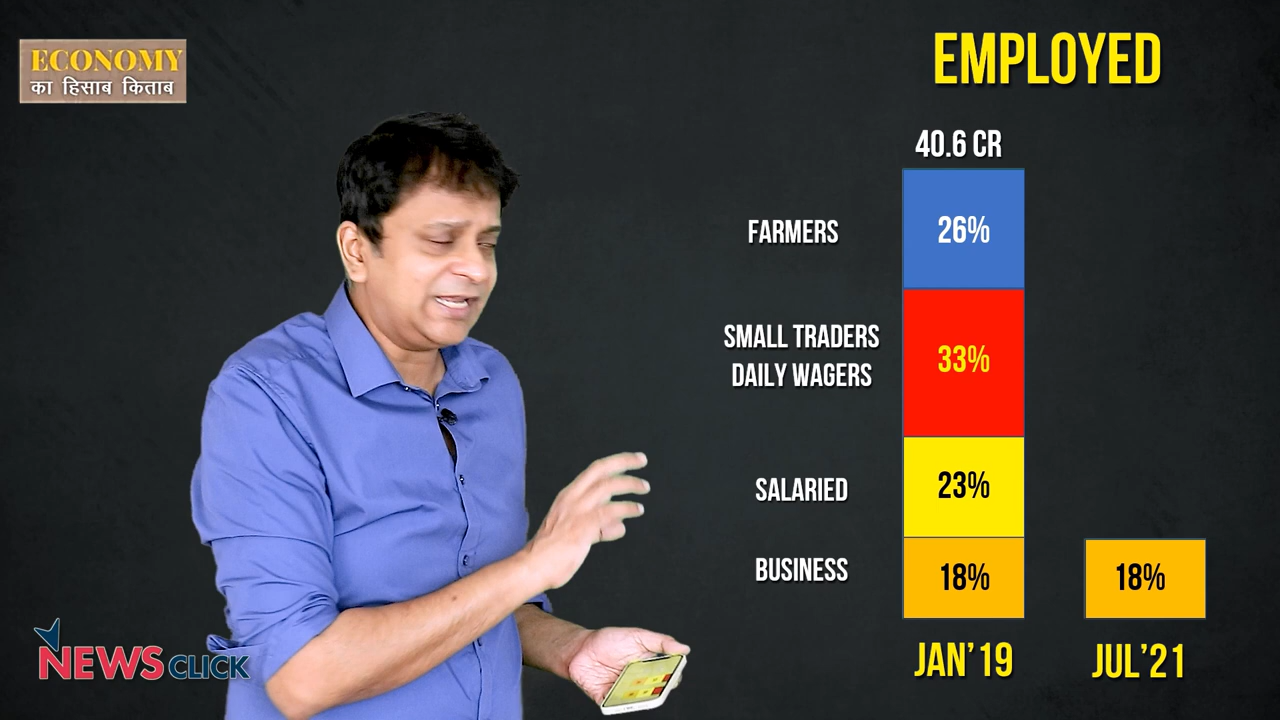 ECONOMY
का हिसाब किताब
EMPLOYED
40.6 CR
FARMERS
26%
SMALL TRADERS
DAILY WAGERS
33%
SALARIED
23%
BUSINESS
18%
18%
JAN'19
JUL'21
NEWSCLICK